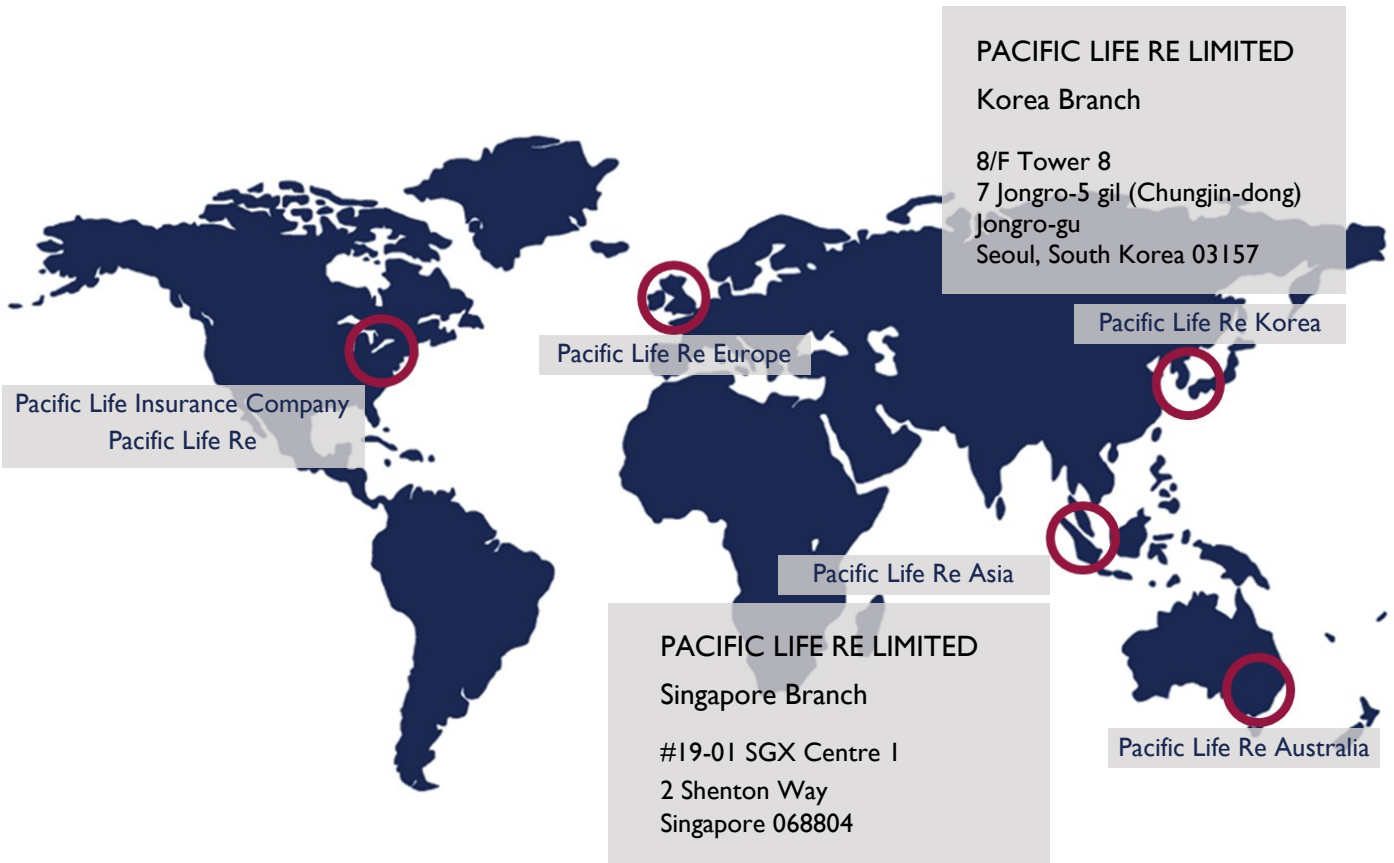 PACIFIC LIFE RE LIMITED
Korea Branch
8/F Tower 8
7 Jongro-5 gil (Chungjin-dong)
Jongro-gu
Seoul, South Korea 03157
Pacific Life Re Korea
Pacific Life Re Europe
Pacific Life Insurance Company
Pacific Life Re
Pacific Life Re Asia
PACIFIC LIFE RE LIMITED
Singapore Branch
#19-01 SGX Centre 1
2 Shenton Way
Singapore 068804
Pacific Life Re Australia